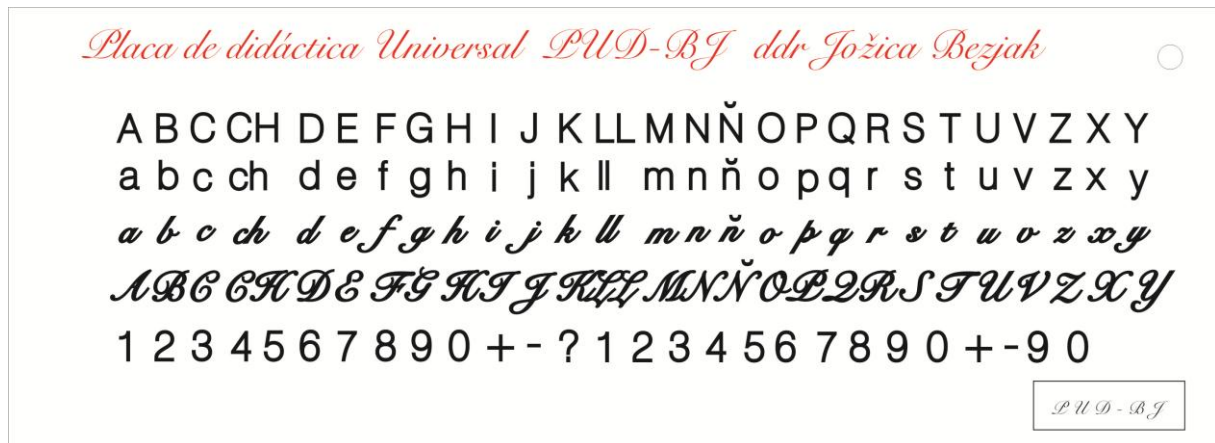 Placa de didáctica Universal PUD-BJ ddr Jožica Bezjak
A B C CH D E F G H I J K LL M N N̆ O P Q R S T U V Z X Y
a b c ch d e f g h i j k ll m n n̆ o p q r s t u v z x y
a b c ch d e f g h i j k ll m n n̆ o p q r s t u v z x y
A B C CH D E F G H I J K LL M N N̆ O P Q R S T U V Z X Y
1 2 3 4 5 6 7 8 9 0 + - ? 1 2 3 4 5 6 7 8 9 0 + - 9 0
PUD-BJ